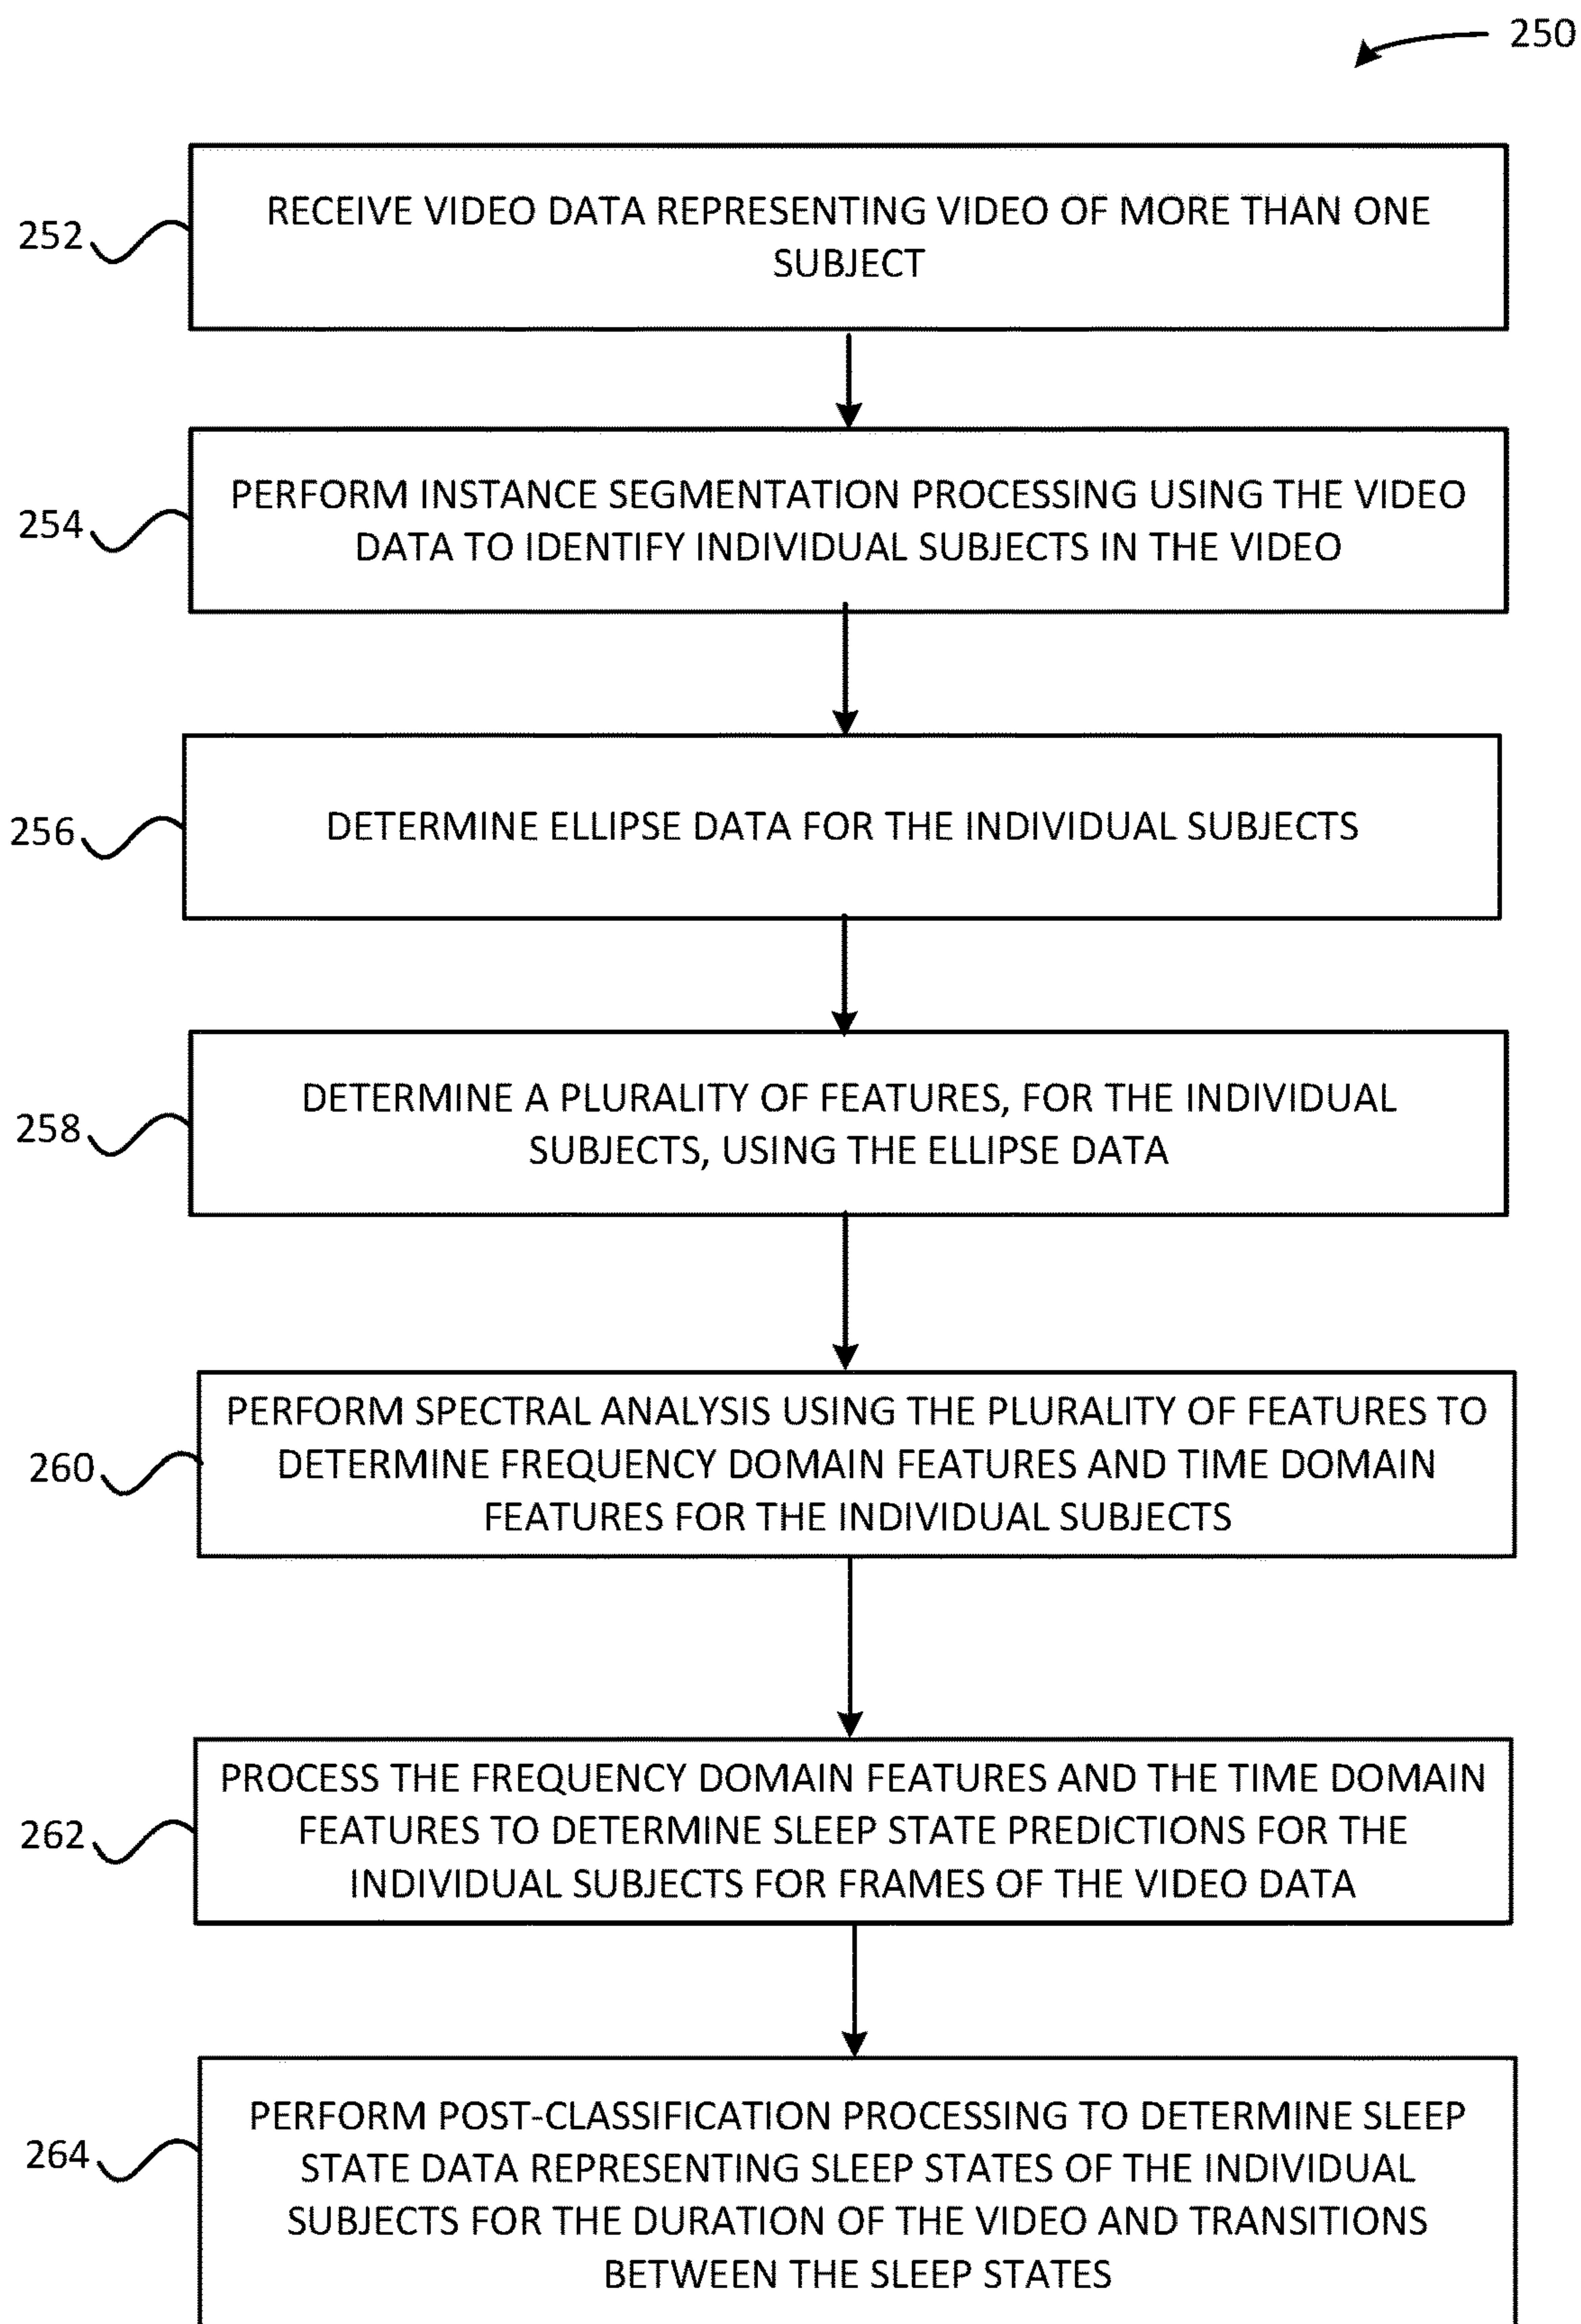 250
252
RECEIVE VIDEO DATA REPRESENTING VIDEO OF MORE THAN ONE
SUBJECT
254
PERFORM INSTANCE SEGMENTATION PROCESSING USING THE VIDEO
DATA TO IDENTIFY INDIVIDUAL SUBJECTS IN THE VIDEO
256
DETERMINE ELLIPSE DATA FOR THE INDIVIDUAL SUBJECTS
258
DETERMINE A PLURALITY OF FEATURES, FOR THE INDIVIDUAL
SUBJECTS, USING THE ELLIPSE DATA
260
PERFORM SPECTRAL ANALYSIS USING THE PLURALITY OF FEATURES TO
DETERMINE FREQUENCY DOMAIN FEATURES AND TIME DOMAIN
FEATURES FOR THE INDIVIDUAL SUBJECTS
262
PROCESS THE FREQUENCY DOMAIN FEATURES AND THE TIME DOMAIN
FEATURES TO DETERMINE SLEEP STATE PREDICTIONS FOR THE
INDIVIDUAL SUBJECTS FOR FRAMES OF THE VIDEO DATA
264
PERFORM POST-CLASSIFICATION PROCESSING TO DETERMINE SLEEP
STATE DATA REPRESENTING SLEEP STATES OF THE INDIVIDUAL
SUBJECTS FOR THE DURATION OF THE VIDEO AND TRANSITIONS
BETWEEN THE SLEEP STATES